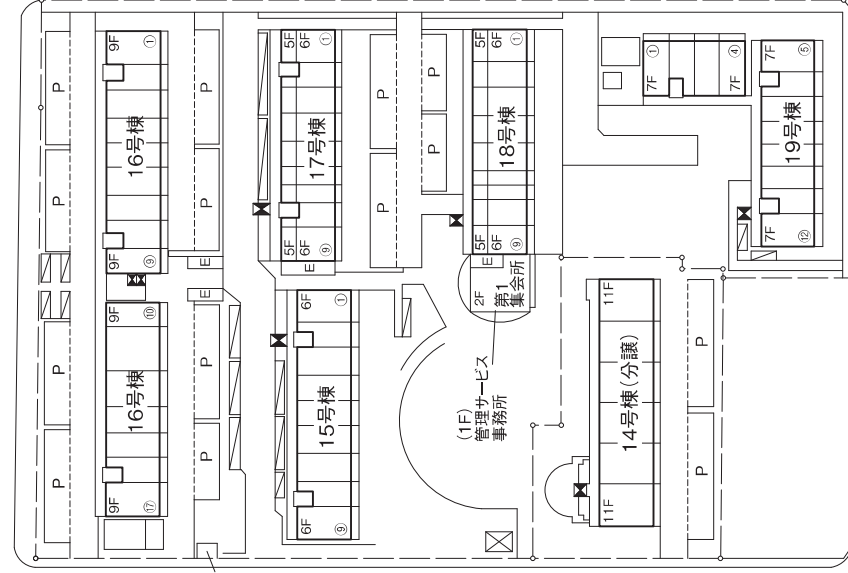 P
P
P
P
9F
⑰
16号棟
9F
⑩
9F
⑨
16号棟
9F
①
P
P
E
E
P
P
6F
⑨
15号棟
6F
①
E
5F
6F
⑨
17号棟
5F
6F
①
P
P
P
P
(1F)
管理サービス
事務所
2F
E
第1
集会所
5F
6F
⑨
18号棟
5F
6F
①
11F
14号棟(分譲)
11F
P
P
7F
①
7F
④
7F
⑫
19号棟
7F
⑤